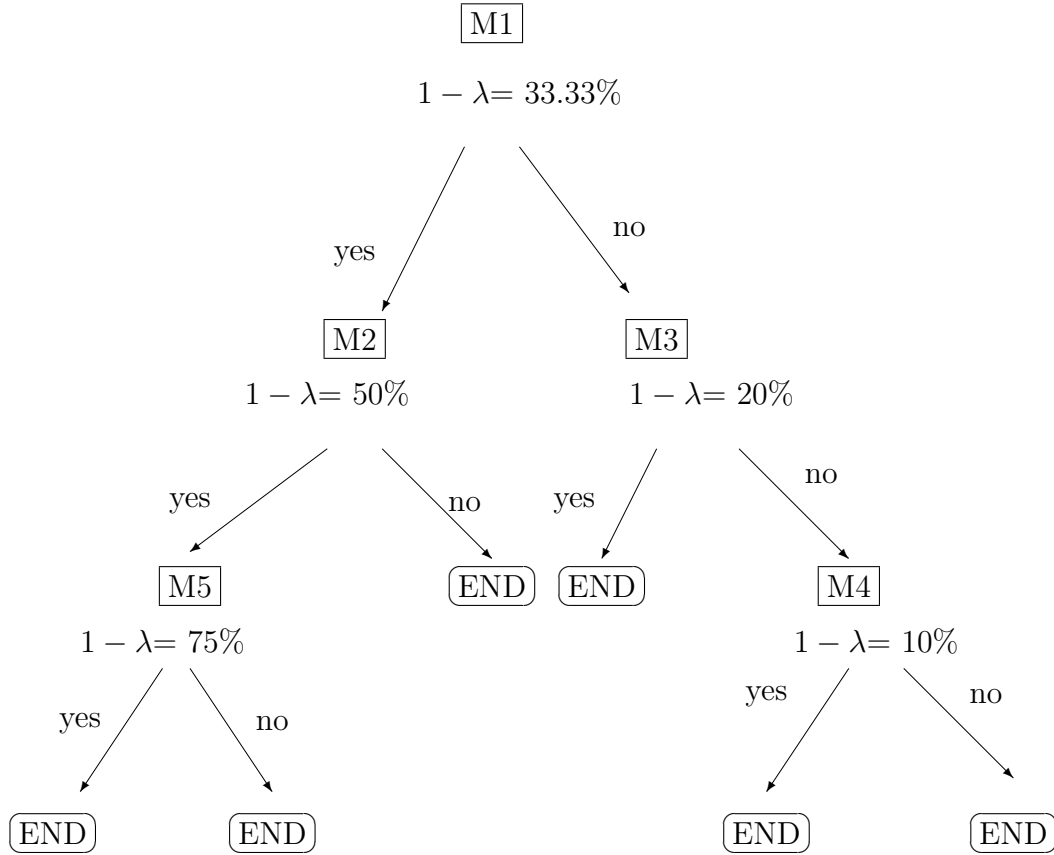 M1
1 − λ= 33.33%
yes
no
M2
M3
1 − λ= 50%
1 − λ= 20%
yes
no
yes
no
M5
END
END
M4
1 − λ= 75%
1 − λ= 10%
yes
no
yes
no
END
END
END
END